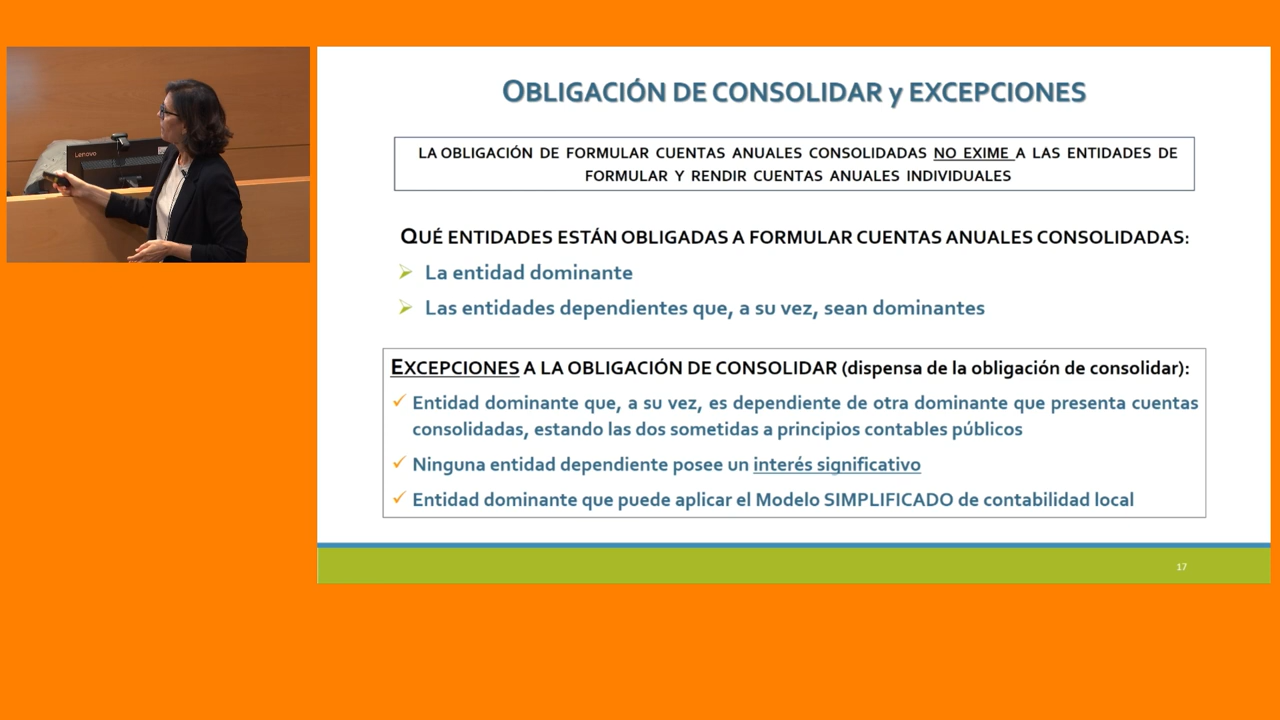 Lenovo
OBLIGACIÓN DE CONSOLIDAR y EXCEPCIONES
LA OBLIGACIÓN DE FORMULAR CUENTAS ANUALES CONSOLIDADAS NO EXIME A LAS ENTIDADES DE
FORMULAR Y RENDIR CUENTAS ANUALES INDIVIDUALES
QUÉ ENTIDADES ESTÁN OBLIGADAS A FORMULAR CUENTAS ANUALES CONSOLIDADAS:
La entidad dominante
Las entidades dependientes que, a su vez, sean dominantes
EXCEPCIONES A LA OBLIGACIÓN DE CONSOLIDAR (dispensa de la obligación de consolidar):
Entidad dominante que, a su vez, es dependiente de otra dominante que presenta cuentas
consolidadas, estando las dos sometidas a principios contables públicos
Ninguna entidad dependiente posee un interés significativo
Entidad dominante que puede aplicar el Modelo SIMPLIFICADO de contabilidad local
17